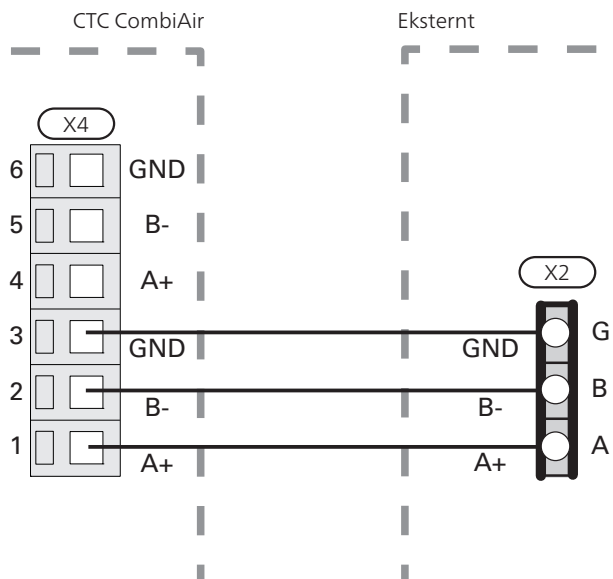 CTC CombiAir
Eksternt
X4
6 GND
5 B-
4 A+
X2
3 GND GND G
2 B- B- B
1 A+ A+ A